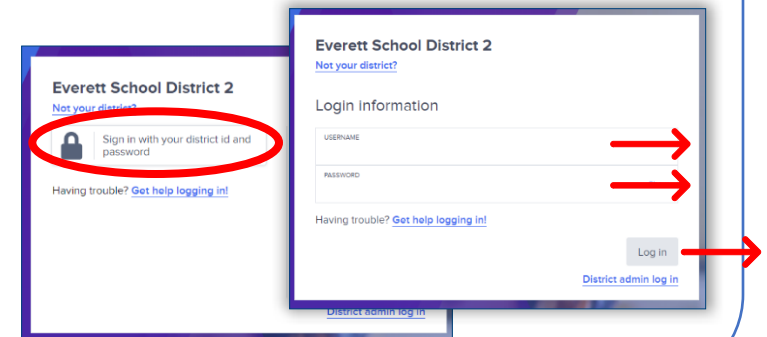 Everett School District 2
Not your district?
Sign in with your district id and
password
Having trouble? Get help logging in!
District admin log in
Everett School District 2
Not your district?
Login information
USERNAME
PASSWORD
Having trouble? Get help logging in!
Log in
District admin log in